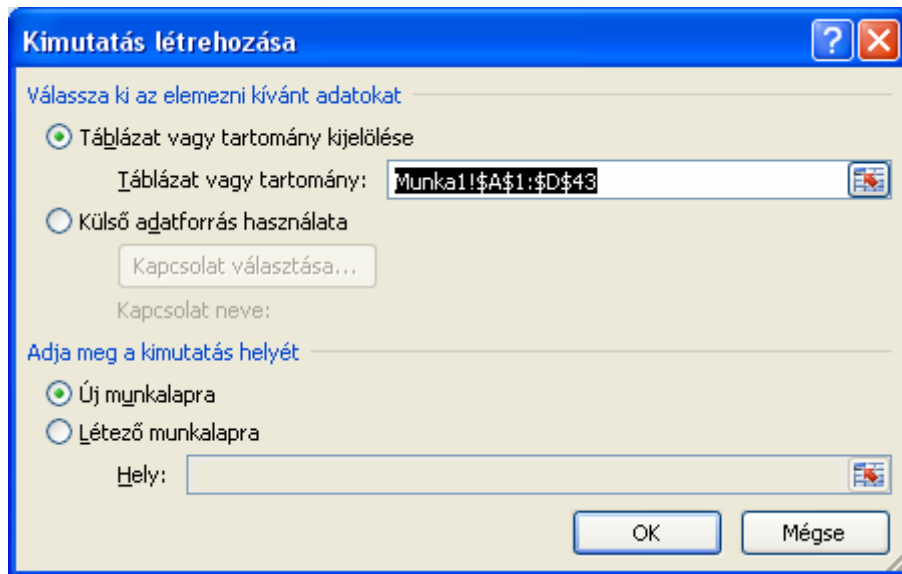 Kimutatás létrehozása
?
Válassza ki az elemezni kívánt adatokat
Táblázat vagy tartomány kijelölése
Táblázat vagy tartomány: Munka1!$A$1:$D$43
Külső adatforrás használata
Kapcsolat választása...
Kapcsolat neve:
Adja meg a kimutatás helyét
Új munkalapra
Létező munkalapra
Hely:
OK Mégse